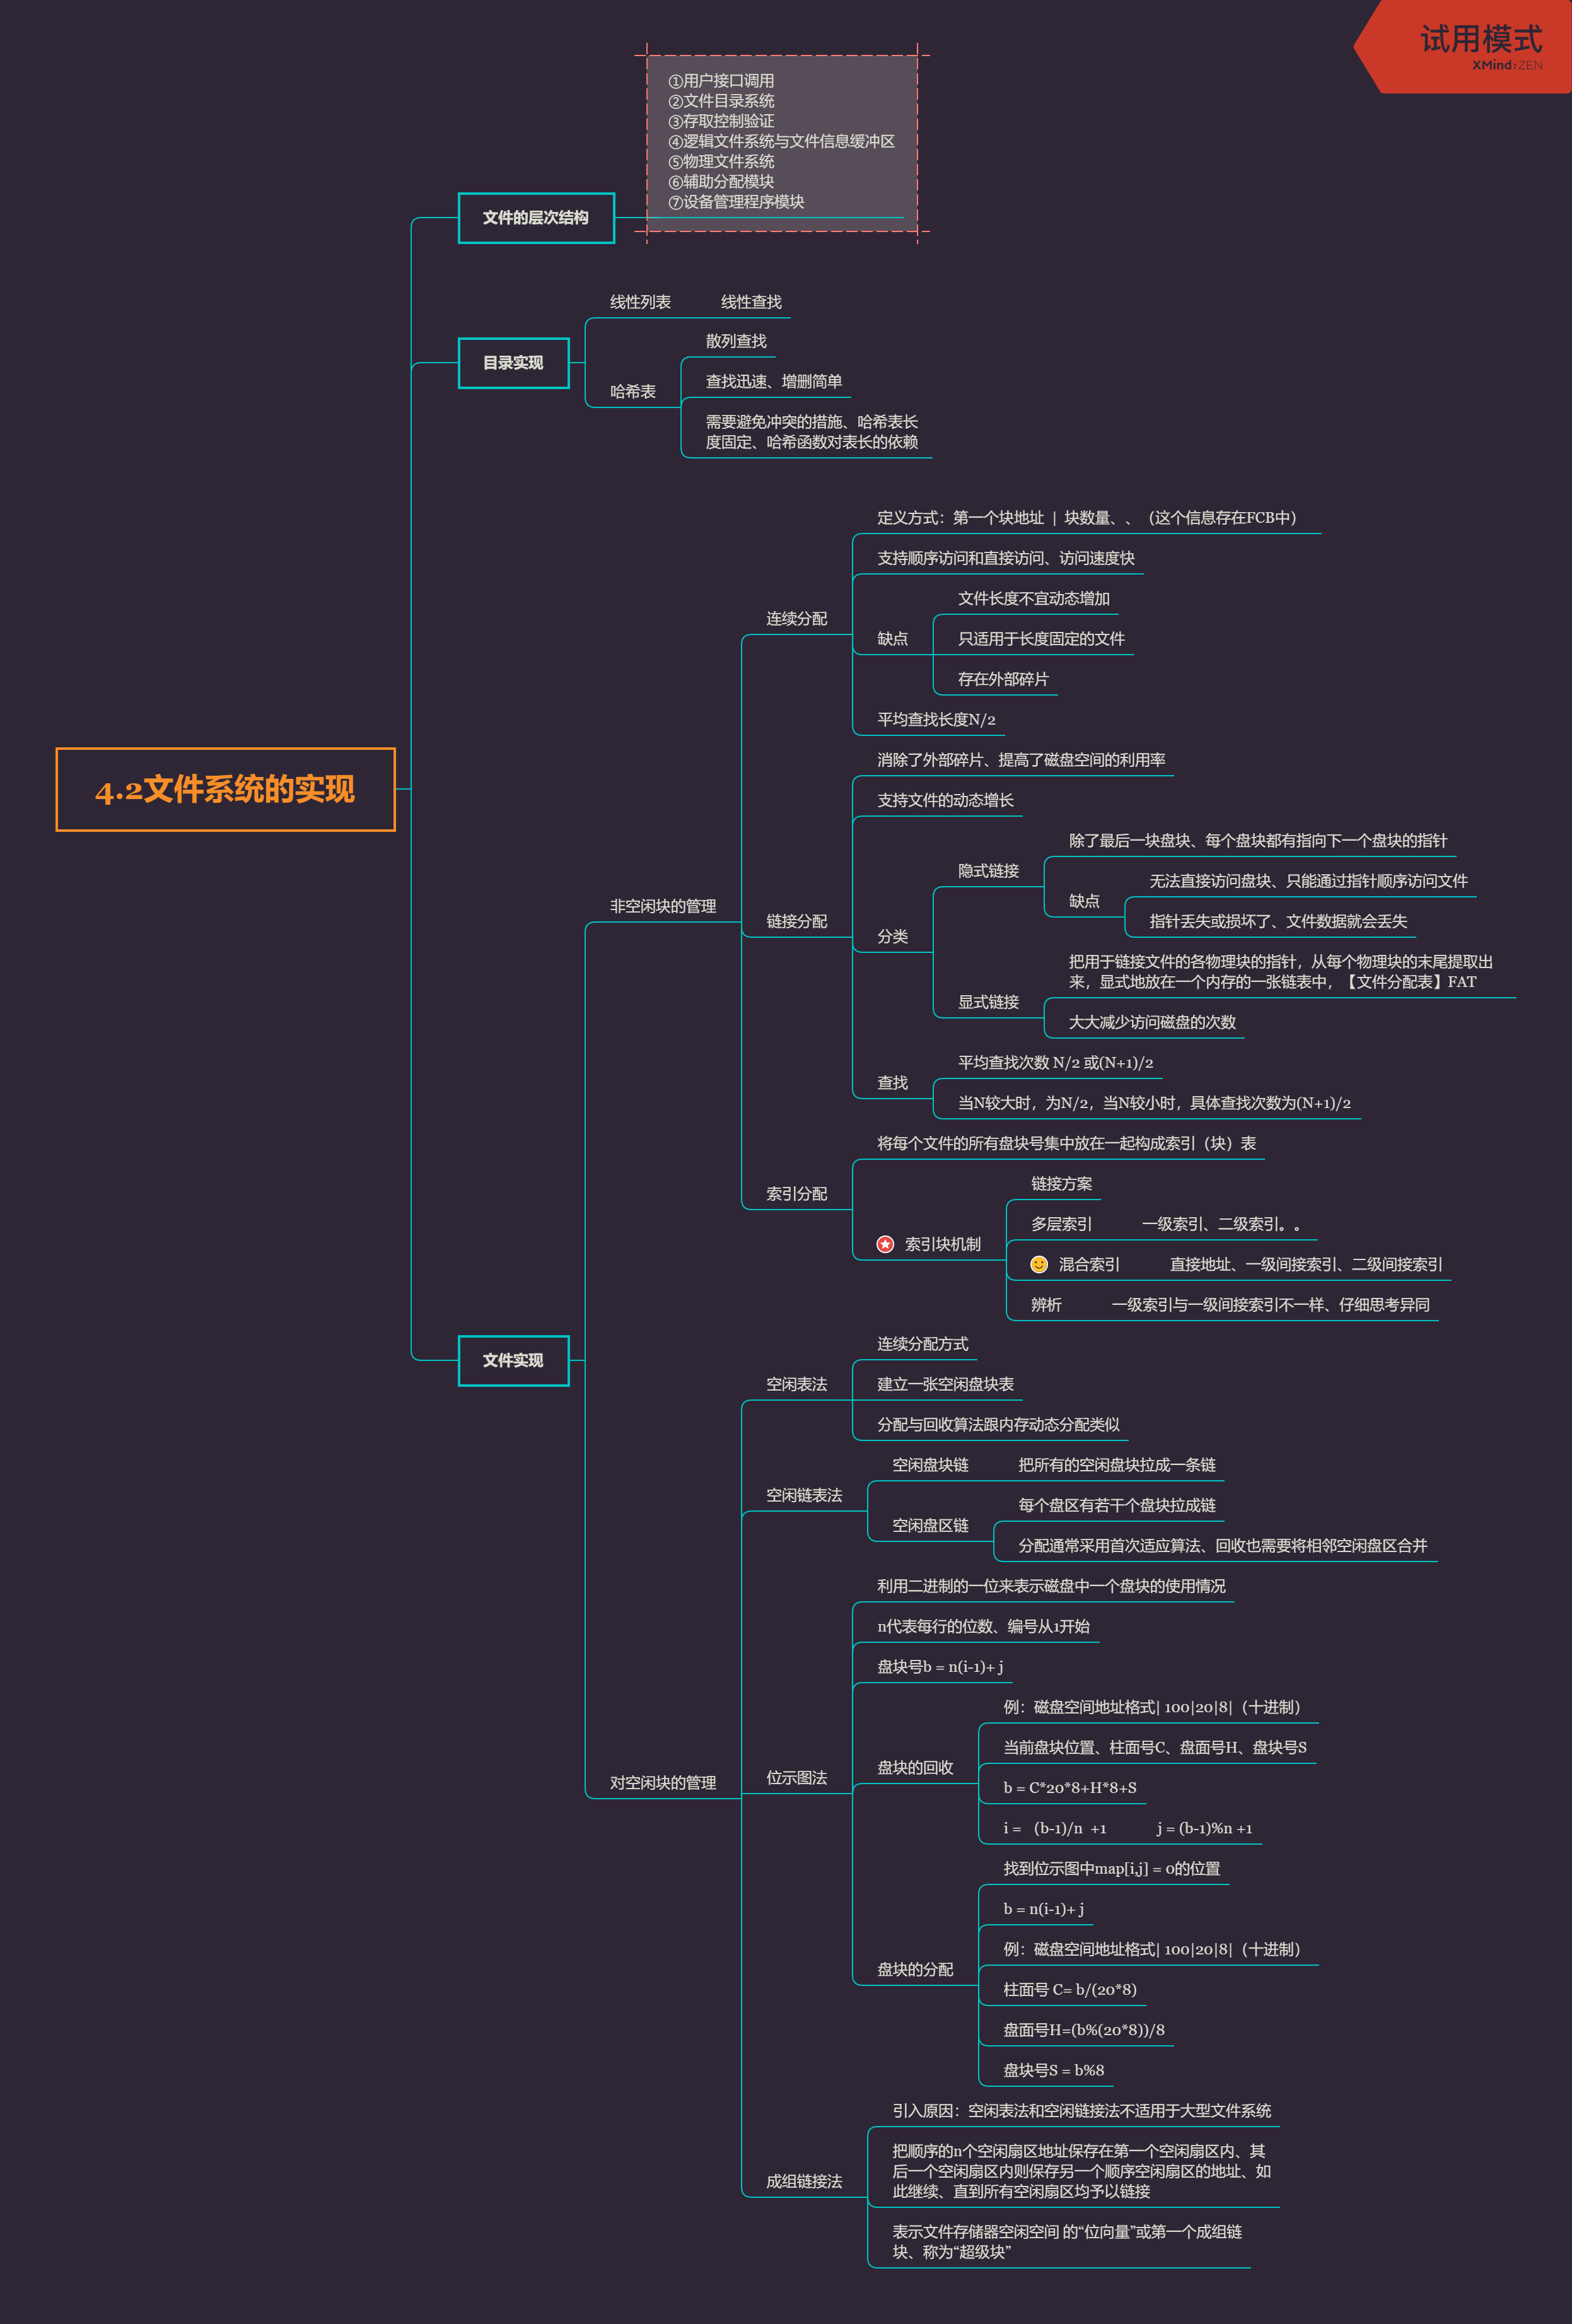 试用模式
XMind:ZEN
①用户接口调用
②文件目录系统
③存取控制验证
④逻辑文件系统与文件信息缓冲区
⑤物理文件系统
⑥辅助分配模块
⑦设备管理程序模块
文件的层次结构
线性列表
线性查找
目录实现
哈希表
散列查找
查找迅速、增删简单
需要避免冲突的措施、哈希表长
度固定、哈希函数对表长的依赖
4.2文件系统的实现
文件实现
非空闲块的管理
连续分配
定义方式：第一个块地址 | 块数量、、（这个信息存在FCB中）
支持顺序访问和直接访问、访问速度快
缺点
文件长度不宜动态增加
只适用于长度固定的文件
存在外部碎片
平均查找长度N/2
链接分配
消除了外部碎片、提高了磁盘空间的利用率
支持文件的动态增长
分类
隐式链接
除了最后一块盘块、每个盘块都有指向下一个盘块的指针
缺点
无法直接访问盘块、只能通过指针顺序访问文件
指针丢失或损坏了、文件数据就会丢失
显式链接
把用于链接文件的各物理块的指针，从每个物理块的末尾提取出
来，显式地放在一个内存的一张链表中，【文件分配表】FAT
大大减少访问磁盘的次数
查找
平均查找次数 N/2 或(N+1)/2
当N较大时，为N/2，当N较小时，具体查找次数为(N+1)/2
索引分配
将每个文件的所有盘块号集中放在一起构成索引（块）表
索引块机制
链接方案
多层索引
一级索引、二级索引。。
混合索引
直接地址、一级间接索引、二级间接索引
辨析
一级索引与一级间接索引不一样、仔细思考异同
对空闲块的管理
空闲表法
连续分配方式
建立一张空闲盘块表
分配与回收算法跟内存动态分配类似
空闲链表法
空闲盘块链
把所有的空闲盘块拉成一条链
空闲盘区链
每个盘区有若干个盘块拉成链
分配通常采用首次适应算法、回收也需要将相邻空闲盘区合并
位示图法
利用二进制的一位来表示磁盘中一个盘块的使用情况
n代表每行的位数、编号从1开始
盘块号b = n(i-1)+ j
盘块的回收
例：磁盘空间地址格式| 100|20|8|（十进制）
当前盘块位置、柱面号C、盘面号H、盘块号S
b = C*20*8+H*8+S
i = （b-1)/n +1 j = (b-1)%n +1
盘块的分配
找到位示图中map[i,j] = 0的位置
b = n(i-1)+ j
例：磁盘空间地址格式| 100|20|8|（十进制）
柱面号 C= b/(20*8)
盘面号H=(b%(20*8))/8
盘块号S = b%8
成组链接法
引入原因：空闲表法和空闲链接法不适用于大型文件系统
把顺序的n个空闲扇区地址保存在第一个空闲扇区内、其
后一个空闲扇区内则保存另一个顺序空闲扇区的地址、如
此继续、直到所有空闲扇区均予以链接
表示文件存储器空闲空间 的“位向量”或第一个成组链
块、称为“超级块”